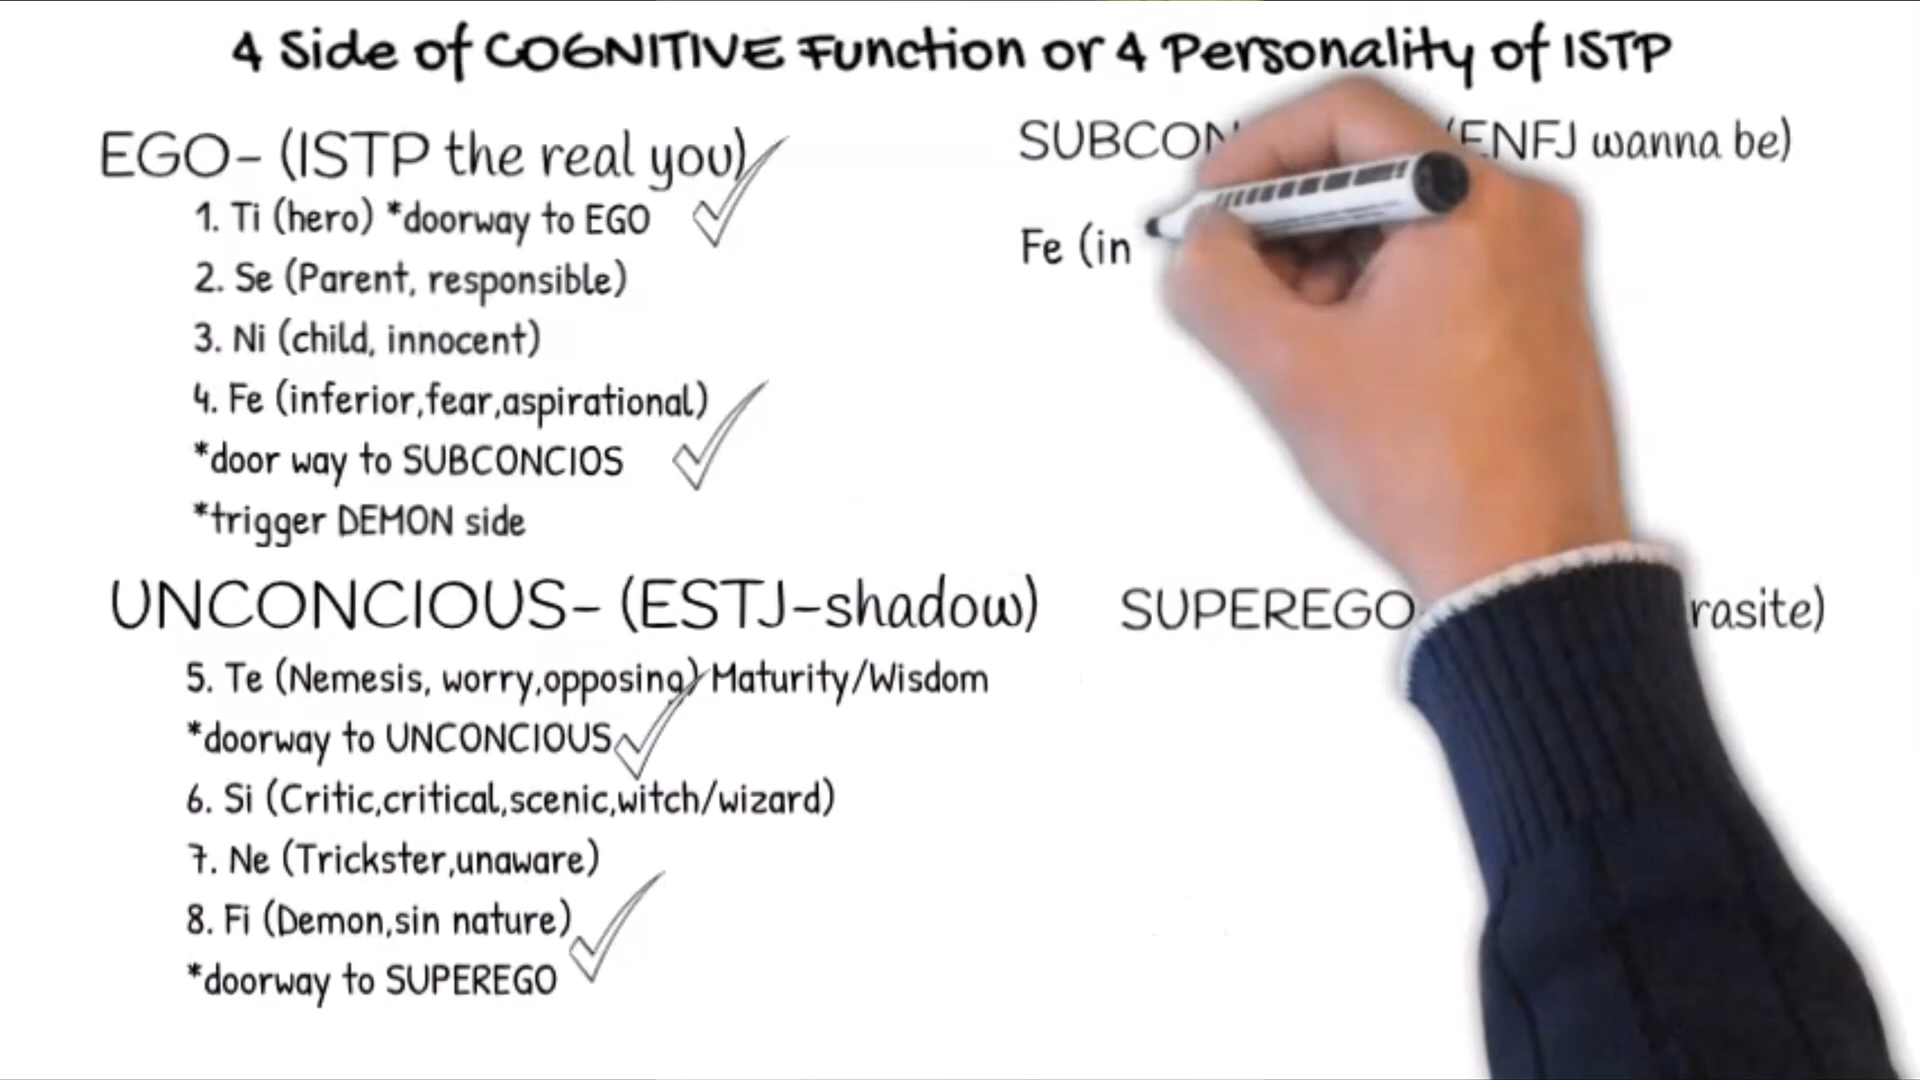 4 Side of COGNITIVE Function or 4 Personality of ISTP
EGO- (ISTP the real you)
1. Ti (hero) *doorway to EGO
2. Se (Parent, responsible)
3. Ni (child, innocent)
4. Fe (inferior,fear,aspirational)
*door way to SUBCONCIOS
*trigger DEMON side
SUBCON (ENFJ wanna be)
Fe (in
UNCONCIOUS- (ESTJ-shadow)
5. Te (Nemesis, worry,opposing) Maturity/Wisdom
*doorway to UNCONCIOUS
6. Si (Critic,critical,scenic,witch/wizard)
7. Ne (Trickster,unaware)
8. Fi (Demon,sin nature)
*doorway to SUPEREGO
SUPEREGO rasite)